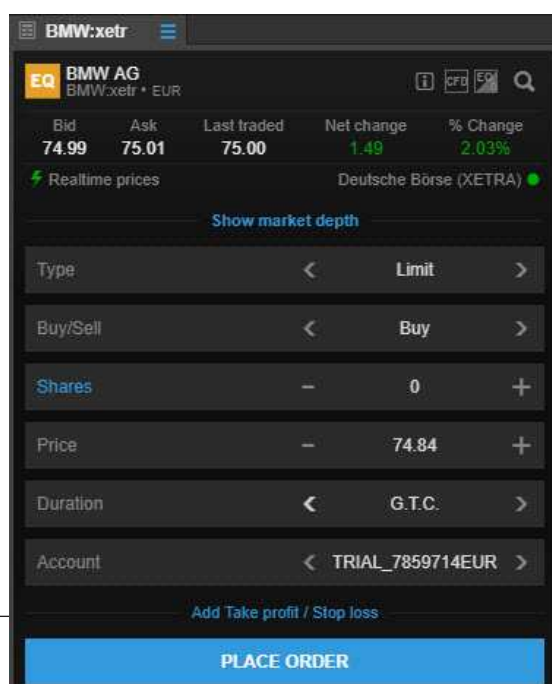 BMW:xetr
EQ BMW AG
BMW:xetr • EUR
CFD EQ
Bid Ask Last traded Net change % Change
74.99 75.01 75.00 1.49 2.03%
Realtime prices Deutsche Börse (XETRA)
Show market depth
Type < Limit >
Buy/Sell < Buy >
Shares − 0 +
Price − 74.84 +
Duration < G.T.C. >
Account < TRIAL_7859714EUR >
Add Take profit / Stop loss
PLACE ORDER